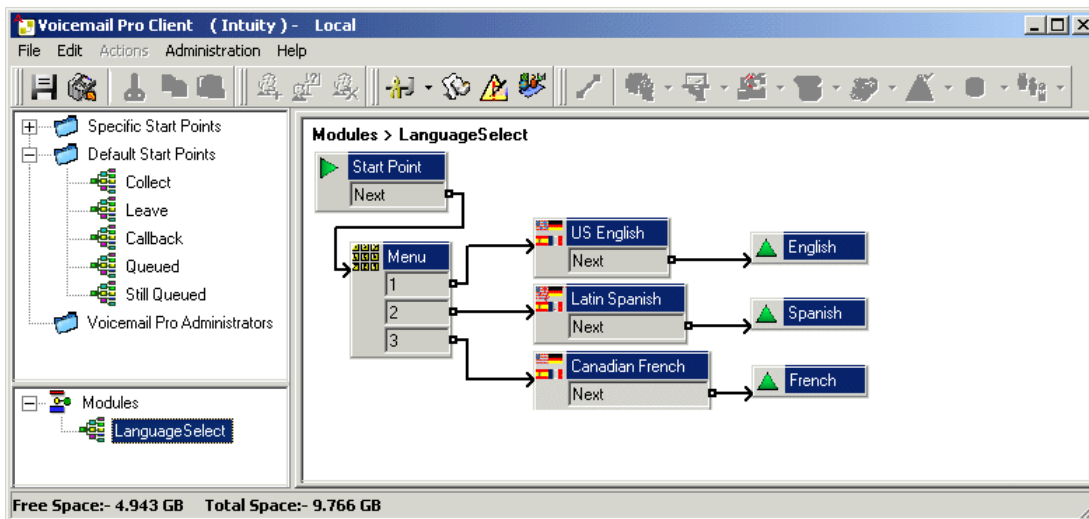 Voicemail Pro Client   ( Intuity ) -   Local
File   Edit   Actions   Administration   Help
Specific Start Points
Default Start Points
Collect
Leave
Callback
Queued
Still Queued
Voicemail Pro Administrators
Modules
LanguageSelect
Modules > LanguageSelect
Start Point
Next
Menu
1
2
3
US English
Next
English
Latin Spanish
Next
Spanish
Canadian French
Next
French
Free Space:- 4.943 GB    Total Space:- 9.766 GB